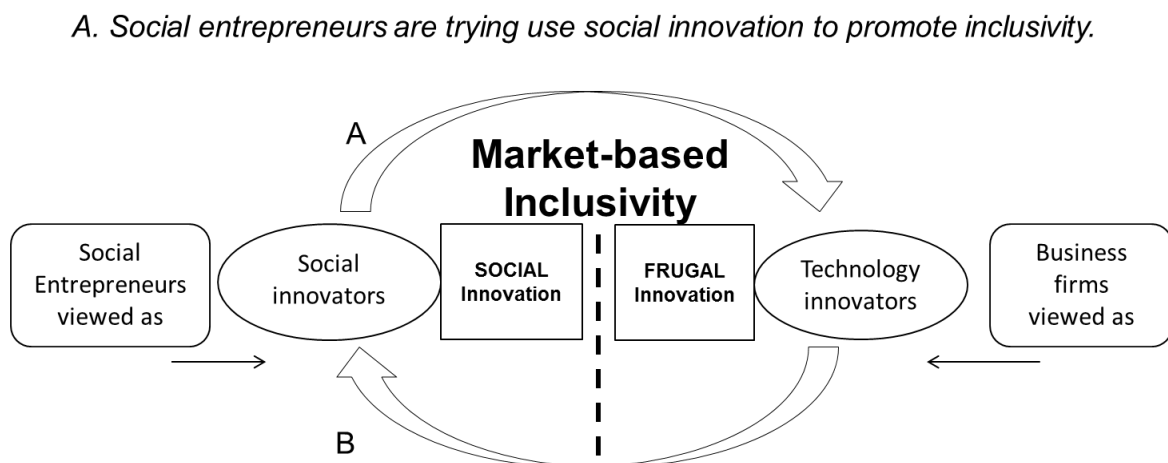 A. Social entrepreneurs are trying use social innovation to promote inclusivity.
A
Market-based
Inclusivity
Social
Entrepreneurs
viewed as
Social
innovators
SOCIAL
Innovation
FRUGAL
Innovation
Technology
innovators
Business
firms
viewed as
B